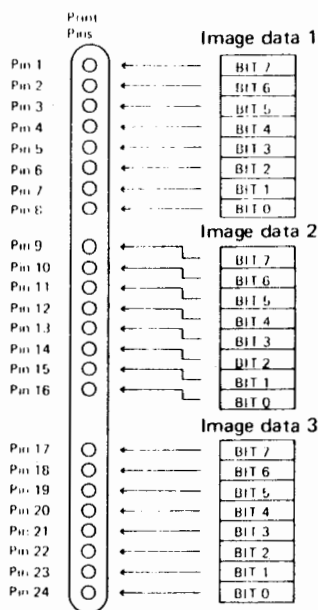 Print
Pins
Image data 1
Pin 1 BIT 7
Pin 2 BIT 6
Pin 3 BIT 5
Pin 4 BIT 4
Pin 5 BIT 3
Pin 6 BIT 2
Pin 7 BIT 1
Pin 8 BIT 0
Image data 2
Pin 9 BIT 7
Pin 10 BIT 6
Pin 11 BIT 5
Pin 12 BIT 4
Pin 13 BIT 3
Pin 14 BIT 2
Pin 15 BIT 1
Pin 16 BIT 0
Image data 3
Pin 17 BIT 7
Pin 18 BIT 6
Pin 19 BIT 5
Pin 20 BIT 4
Pin 21 BIT 3
Pin 22 BIT 2
Pin 23 BIT 1
Pin 24 BIT 0